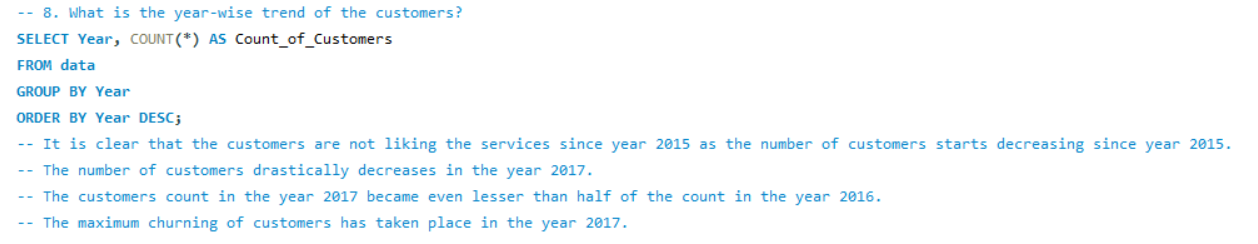 -- 8. What is the year-wise trend of the customers?
SELECT Year, COUNT(*) AS Count_of_Customers
FROM data
GROUP BY Year
ORDER BY Year DESC;
-- It is clear that the customers are not liking the services since year 2015 as the number of customers starts decreasing since year 2015.
-- The number of customers drastically decreases in the year 2017.
-- The customers count in the year 2017 became even lesser than half of the count in the year 2016.
-- The maximum churning of customers has taken place in the year 2017.